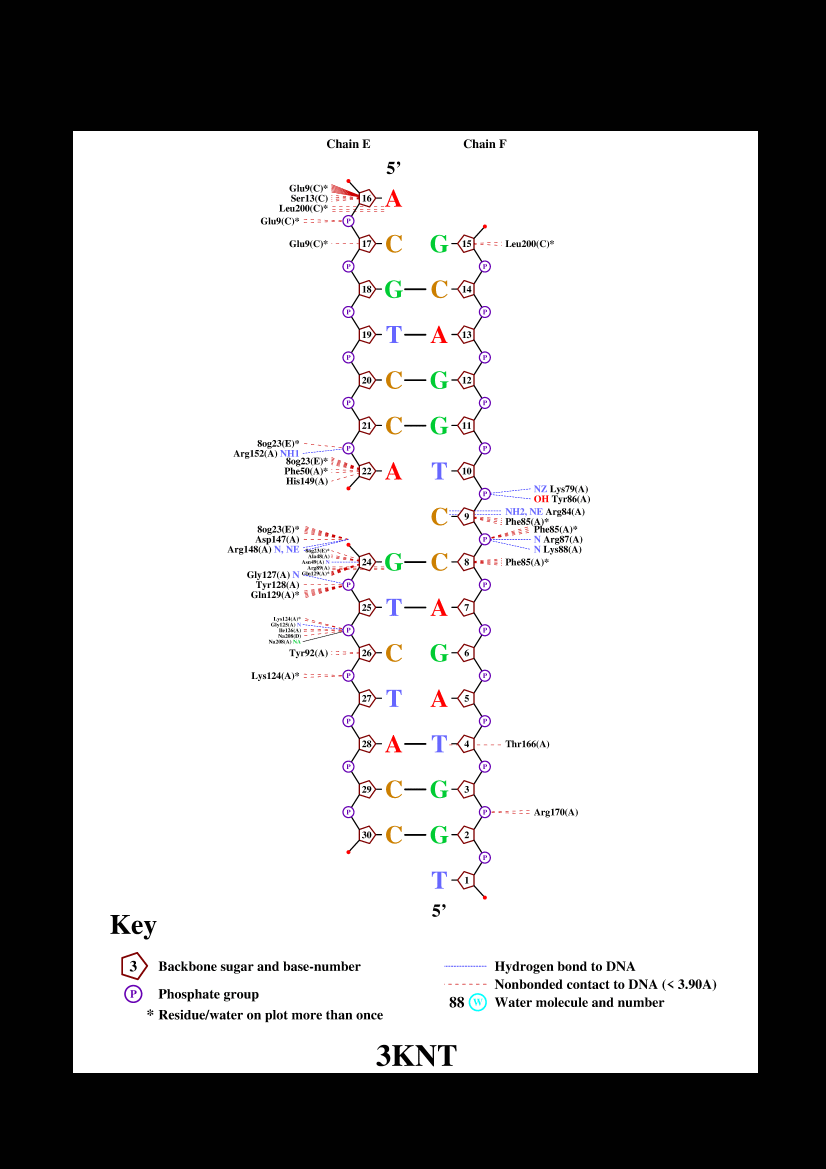 Chain E Chain F
5’
Glu9(C)*
Ser13(C) 16 A
Leu200(C)*
Glu9(C)* P
Glu9(C)* 17 C G 15 Leu200(C)*
P P
18 G C 14
P P
19 T A 13
P P
20 C G 12
P P
21 C G 11
8og23(E)* P P
Arg152(A) NH1
8og23(E)*
Phe50(A)* 22 A T 10
His149(A)
P NZ Lys79(A)
OH Tyr86(A)
C 9 NH2, NE Arg84(A)
Phe85(A)*
8og23(E)* Phe85(A)*
Asp147(A) P N Arg87(A)
Arg148(A) N, NE N Lys88(A)
8og23(E)*
Ala48(A)
Asn49(A) N 24 G C 8 Phe85(A)*
Arg89(A)
Gln129(A)*
Gly127(A) N
Tyr128(A) P P
Gln129(A)*
25 T A 7
Lys124(A)*
Gly125(A) N
Ile126(A) P P
Na208(D)
Na208(A) NA
Tyr92(A) 26 C G 6
Lys124(A)* P P
27 T A 5
P P
28 A T 4 Thr166(A)
P P
29 C G 3
P P Arg170(A)
30 C G 2
P
T 1
5’
Key
3 Backbone sugar and base-number
P Phosphate group
* Residue/water on plot more than once
Hydrogen bond to DNA
Nonbonded contact to DNA (< 3.90A)
88 W Water molecule and number
3KNT